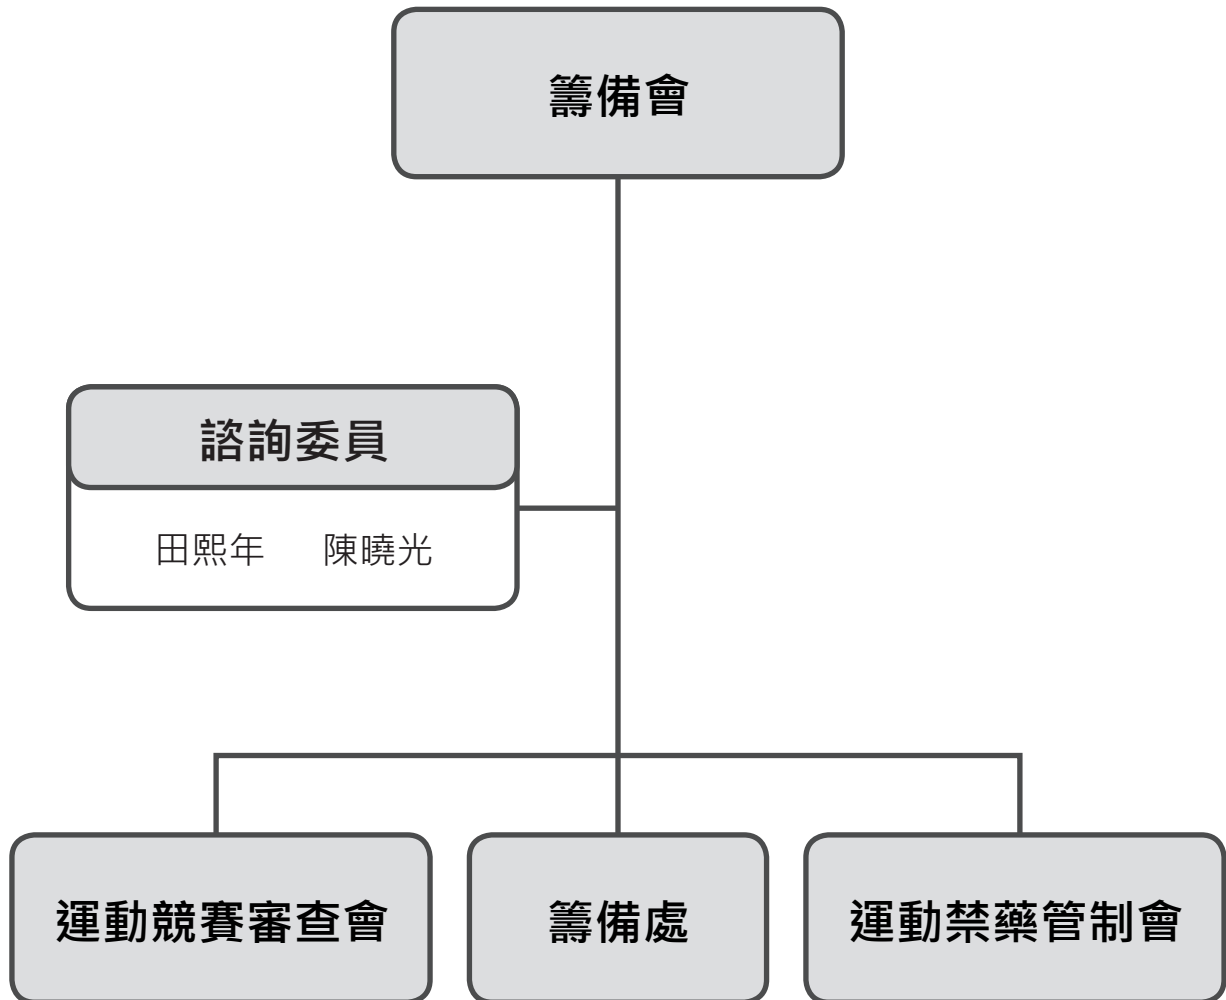 籌備會
諮詢委員
田熙年 陳曉光
運動競賽審查會
籌備處
運動禁藥管制會